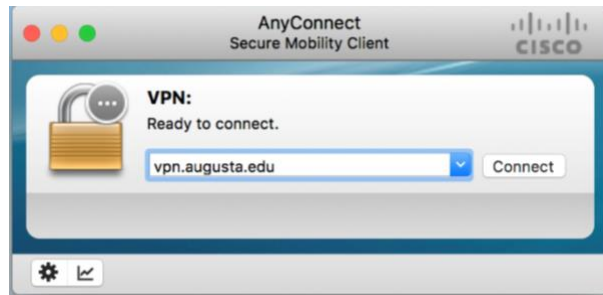 AnyConnect
Secure Mobility Client
CISCO
VPN:
Ready to connect.
vpn.augusta.edu
Connect